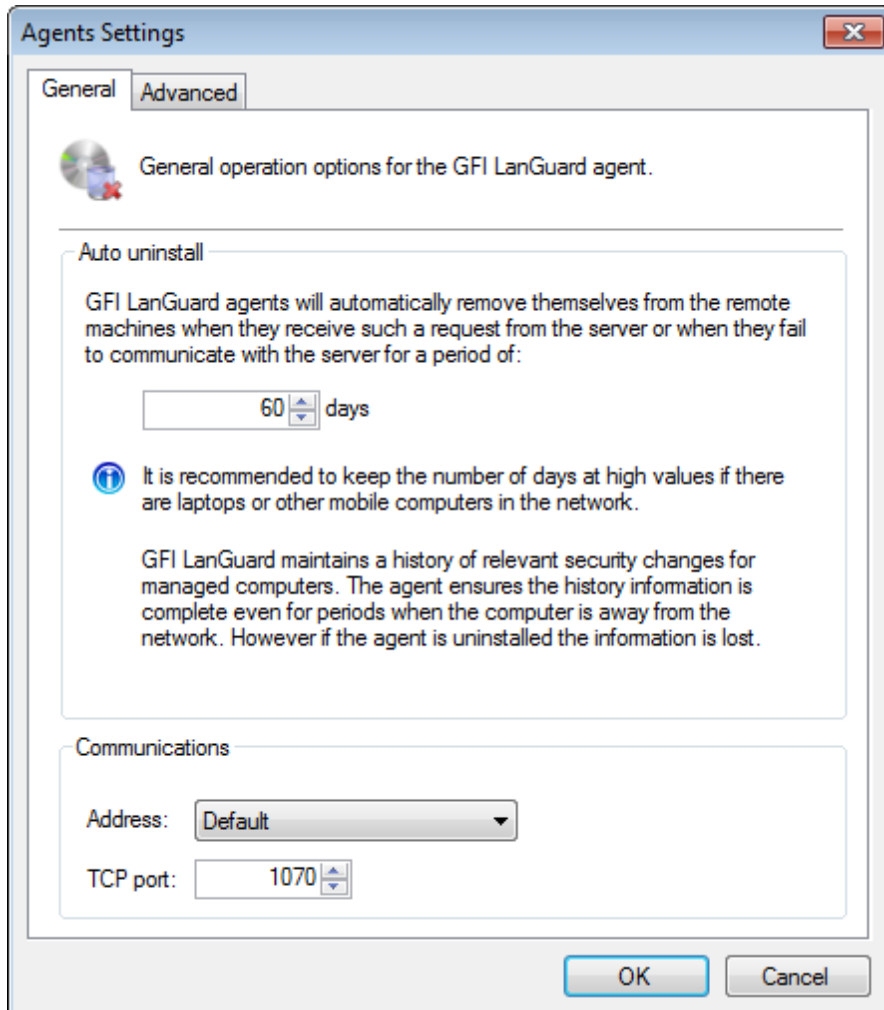 Agents Settings
General
Advanced
General operation options for the GFI LanGuard agent.
Auto uninstall
GFI LanGuard agents will automatically remove themselves from the remote
machines when they receive such a request from the server or when they fail
to communicate with the server for a period of:
60 days
It is recommended to keep the number of days at high values if there
are laptops or other mobile computers in the network.
GFI LanGuard maintains a history of relevant security changes for
managed computers. The agent ensures the history information is
complete even for periods when the computer is away from the
network. However if the agent is uninstalled the information is lost.
Communications
Address: Default
TCP port: 1070
OK Cancel